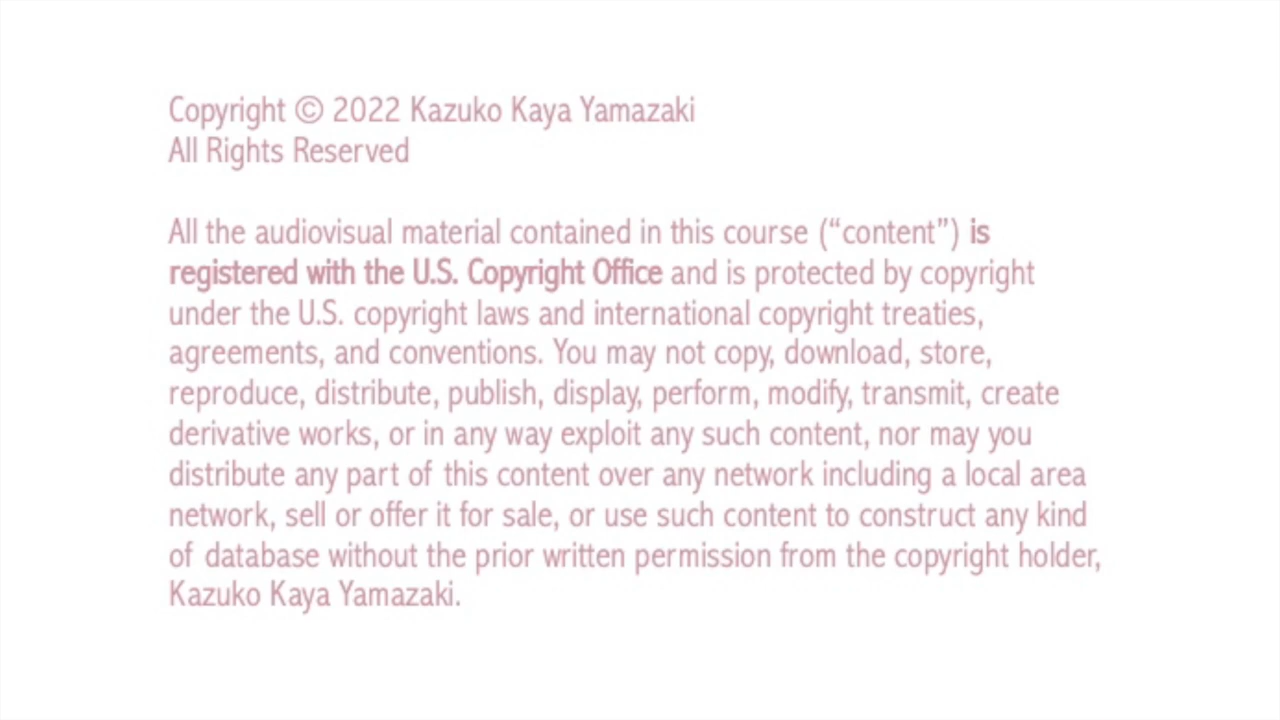 Copyright © 2022 Kazuko Kaya Yamazaki
All Rights Reserved
All the audiovisual material contained in this course (“content”) is
registered with the U.S. Copyright Office and is protected by copyright
under the U.S. copyright laws and international copyright treaties,
agreements, and conventions. You may not copy, download, store,
reproduce, distribute, publish, display, perform, modify, transmit, create
derivative works, or in any way exploit any such content, nor may you
distribute any part of this content over any network including a local area
network, sell or offer it for sale, or use such content to construct any kind
of database without the prior written permission from the copyright holder,
Kazuko Kaya Yamazaki.